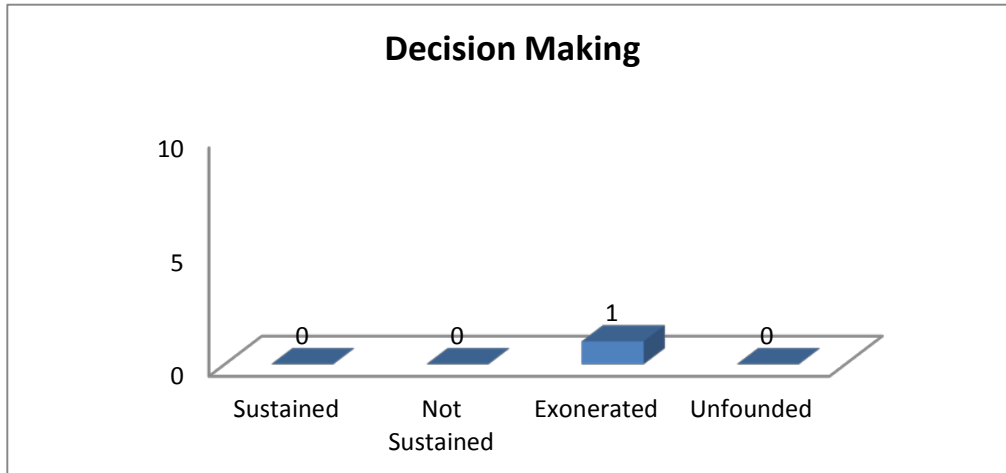 Decision Making
10
5
0
0
0
1
0
Sustained
Not
Sustained
Exonerated
Unfounded